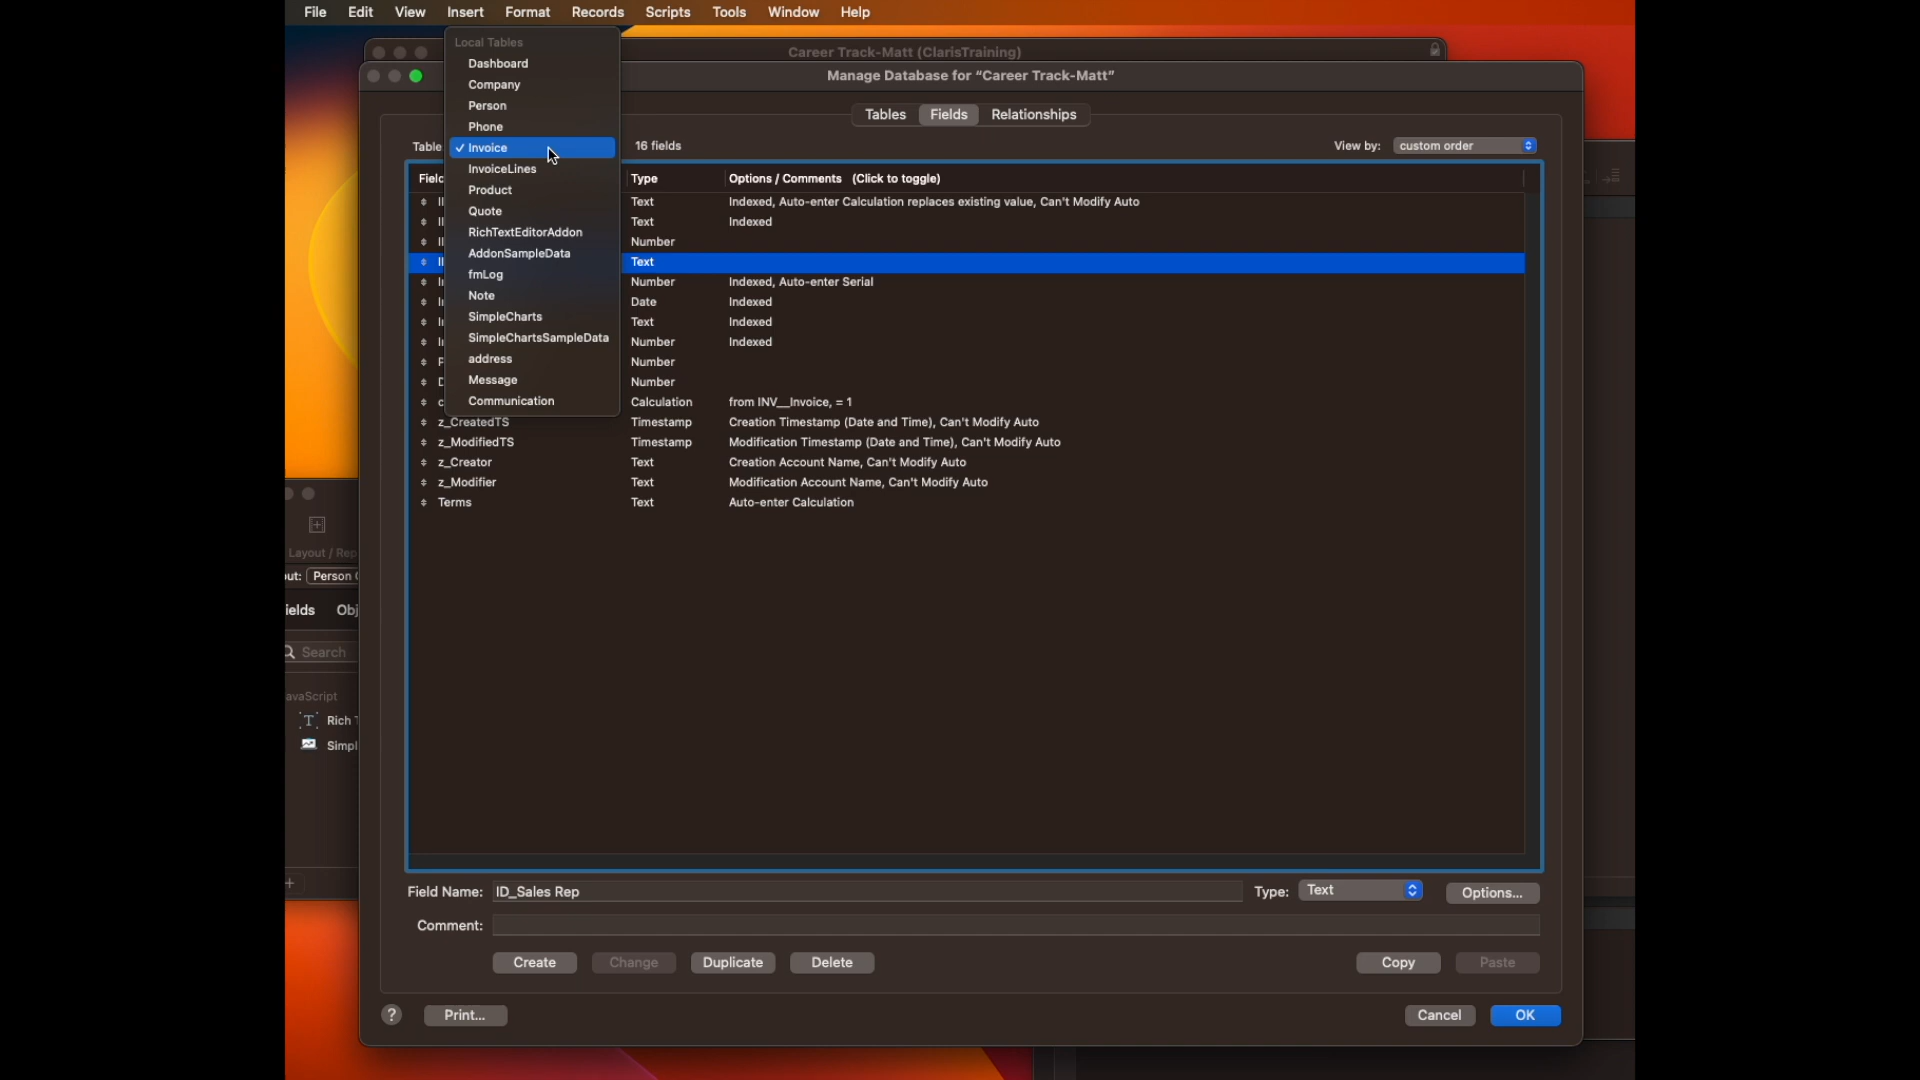 File Edit View Insert Format Records Scripts Tools Window Help
Career Track-Matt (ClarisTraining)
Manage Database for “Career Track-Matt”
Tables Fields Relationships
Table 16 fields View by: custom order
Local Tables
Dashboard
Company
Person
Phone
✓ Invoice
InvoiceLines
Product
Quote
RichTextEditorAddon
AddonSampleData
fmLog
Note
SimpleCharts
SimpleChartsSampleData
address
Message
Communication
Type Options / Comments (Click to toggle)
Text Indexed, Auto-enter Calculation replaces existing value, Can't Modify Auto
Text Indexed
Number
Text
Number Indexed, Auto-enter Serial
Date Indexed
Text Indexed
Number Indexed
Number
Number
Calculation from INV__Invoice, = 1
z_CreatedTS Timestamp Creation Timestamp (Date and Time), Can't Modify Auto
z_ModifiedTS Timestamp Modification Timestamp (Date and Time), Can't Modify Auto
z_Creator Text Creation Account Name, Can't Modify Auto
z_Modifier Text Modification Account Name, Can't Modify Auto
Terms Text Auto-enter Calculation
Layout / Rep
out: Person
ields Obj
Search
avaScript
Rich T
Simpl
Field Name: ID_Sales Rep Type: Text Options...
Comment:
Create Change Duplicate Delete Copy Paste
? Print... Cancel OK